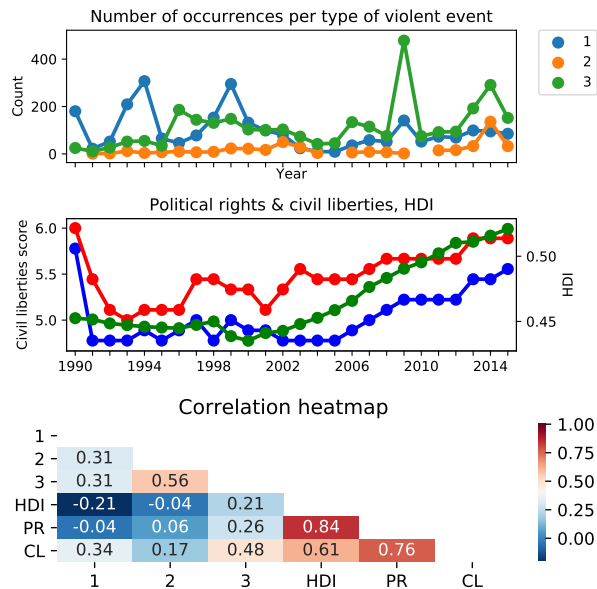 Number of occurrences per type of violent event
1
2
3
400
200
0
Count
Year
Political rights & civil liberties, HDI
6.0
5.5
5.0
Civil liberties score
0.50
0.45
HDI
1990 1994 1998 2002 2006 2010 2014
Correlation heatmap
1
2 0.31
3 0.31 0.56
HDI -0.21 -0.04 0.21
PR -0.04 0.06 0.26 0.84
CL 0.34 0.17 0.48 0.61 0.76
1 2 3 HDI PR CL
1.00
0.75
0.50
0.25
0.00